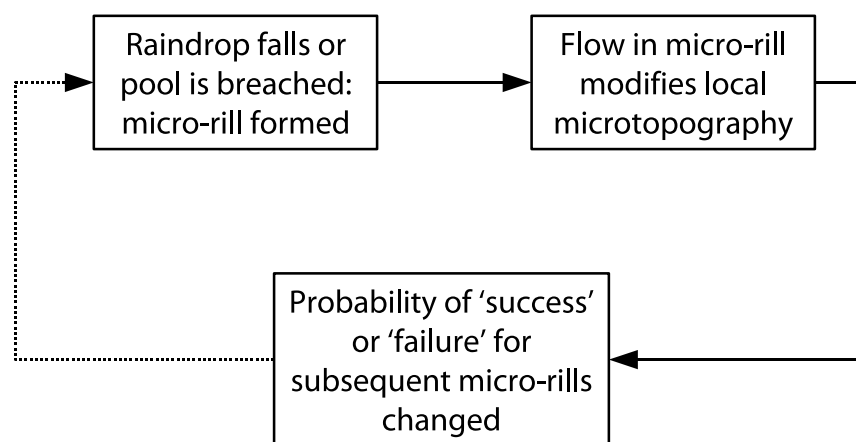 Raindrop falls or
pool is breached:
micro-rill formed
Flow in micro-rill
modifies local
microtopography
Probability of ‘success’
or ‘failure’ for
subsequent micro-rills
changed